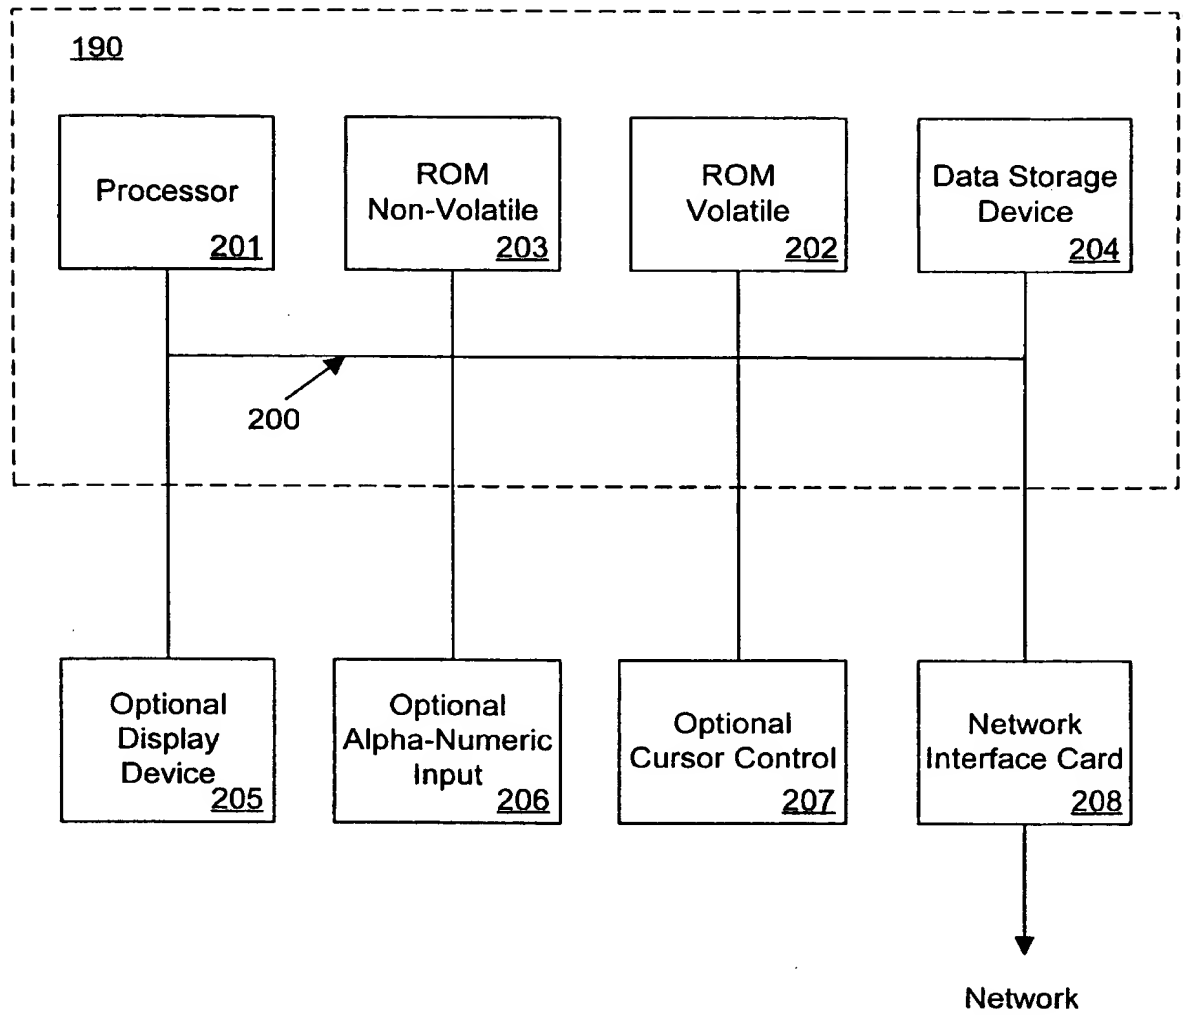 190
Processor
201
ROM
Non-Volatile
203
ROM
Volatile
202
Data Storage
Device
204
200
Optional
Display
Device
205
Optional
Alpha-Numeric
Input
206
Optional
Cursor Control
207
Network
Interface Card
208
Network